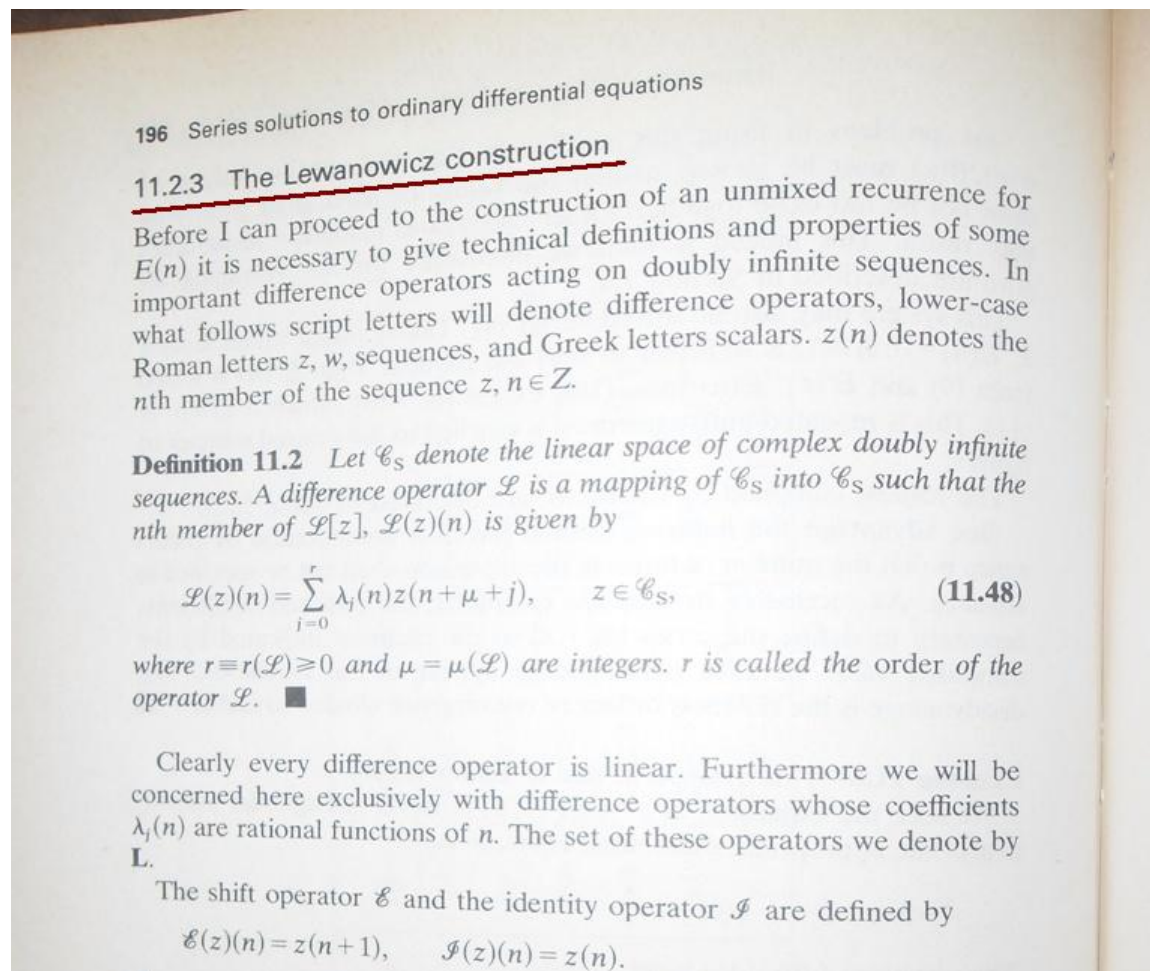 196 Series solutions to ordinary differential equations
11.2.3 The Lewanowicz construction
Before I can proceed to the construction of an unmixed recurrence for
E(n) it is necessary to give technical definitions and properties of some
important difference operators acting on doubly infinite sequences. In
what follows script letters will denote difference operators, lower-case
Roman letters z, w, sequences, and Greek letters scalars. z(n) denotes the
nth member of the sequence z, n∈Z.
Definition 11.2 Let 𝒞s denote the linear space of complex doubly infinite
sequences. A difference operator ℒ is a mapping of 𝒞s into 𝒞s such that the
nth member of ℒ[z], ℒ(z)(n) is given by
ℒ(z)(n) = ∑_{j=0}^{r} λ_j(n)z(n+μ+j), z∈𝒞s, (11.48)
where r≡r(ℒ)≥0 and μ=μ(ℒ) are integers. r is called the order of the
operator ℒ. ■
Clearly every difference operator is linear. Furthermore we will be
concerned here exclusively with difference operators whose coefficients
λ_j(n) are rational functions of n. The set of these operators we denote by
L.
The shift operator ℰ and the identity operator ℐ are defined by
ℰ(z)(n)=z(n+1), ℐ(z)(n)=z(n).